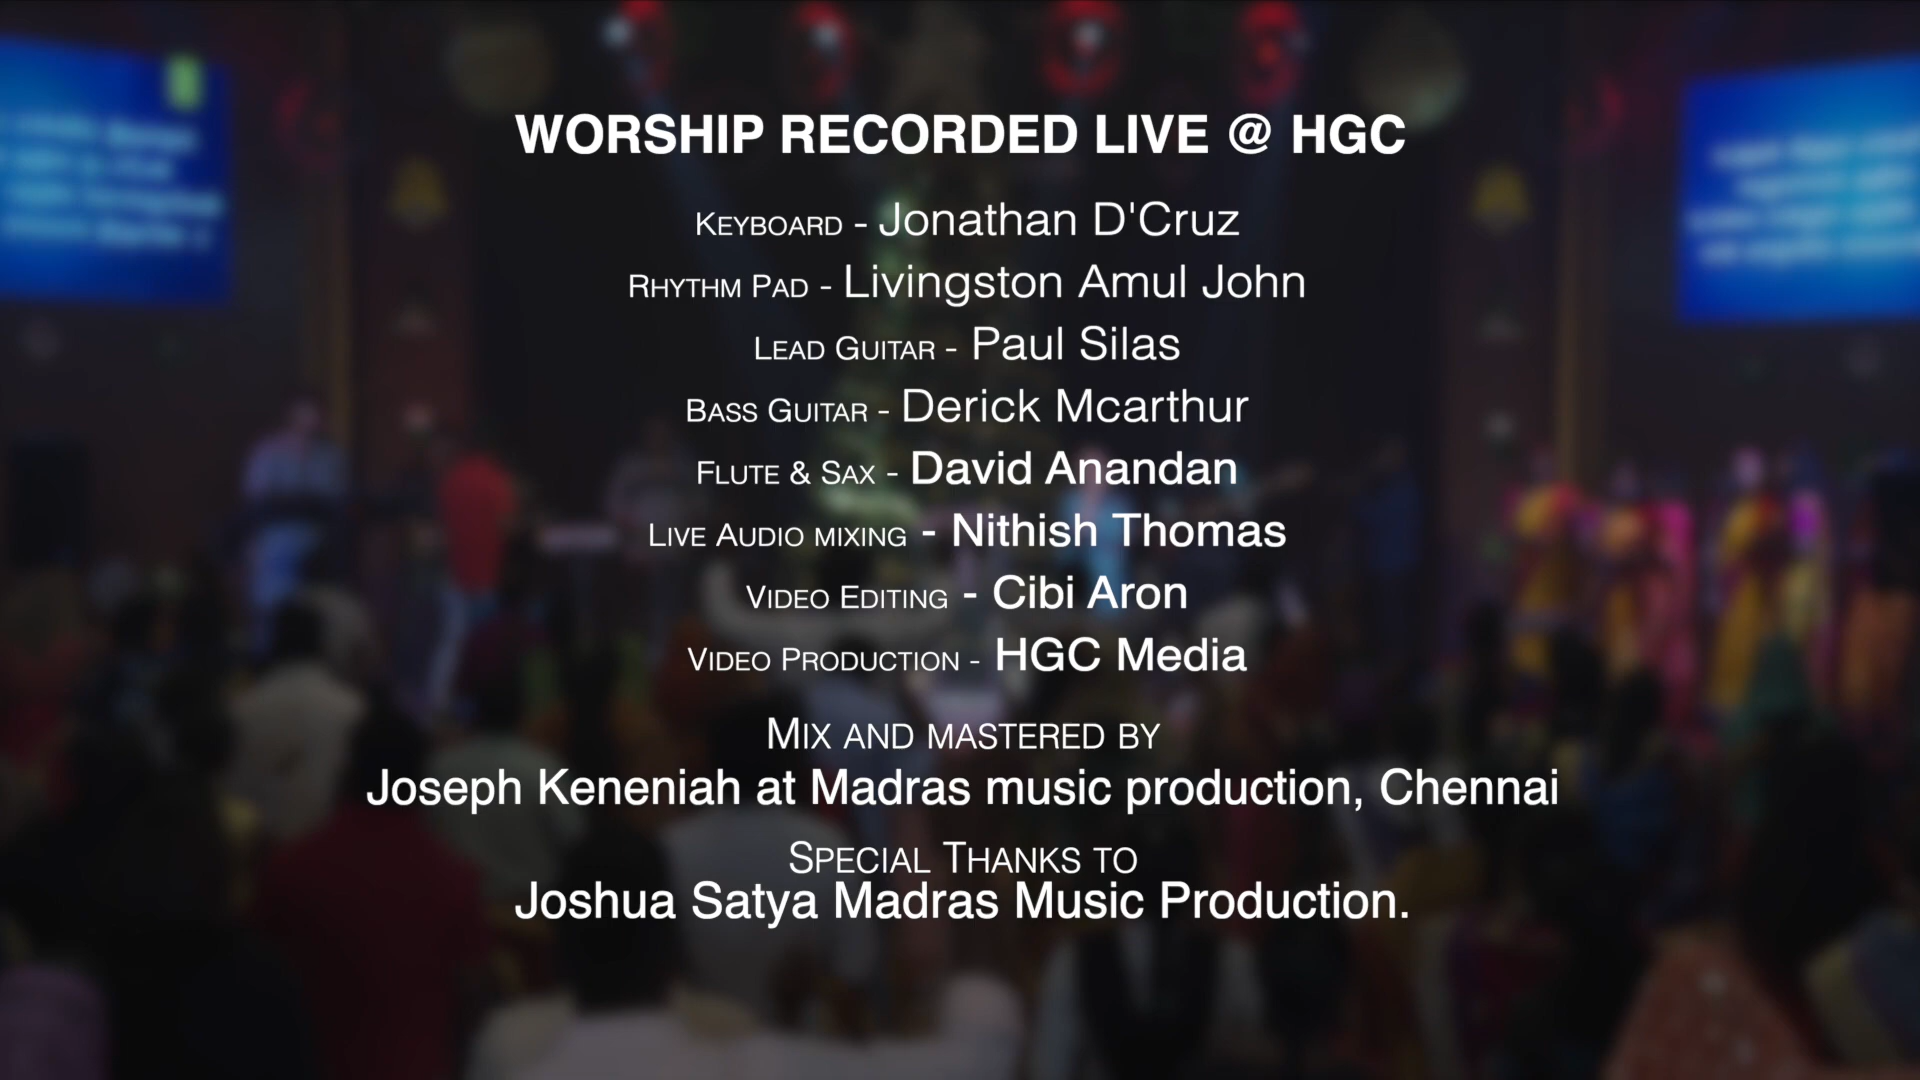 WORSHIP RECORDED LIVE @ HGC
KEYBOARD - Jonathan D'Cruz
RHYTHM PAD - Livingston Amul John
LEAD GUITAR - Paul Silas
BASS GUITAR - Derick Mcarthur
FLUTE & SAX - David Anandan
LIVE AUDIO MIXING - Nithish Thomas
VIDEO EDITING - Cibi Aron
VIDEO PRODUCTION - HGC Media
MIX AND MASTERED BY
Joseph Keneniah at Madras music production, Chennai
SPECIAL THANKS TO
Joshua Satya Madras Music Production.